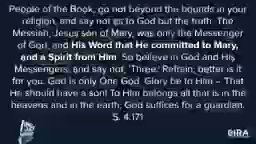 People of the Book, go not beyond the bounds in your
religion, and say not as to God but the truth. The
Messiah, Jesus son of Mary, was only the Messenger
of God, and His Word that He committed to Mary,
and a Spirit from Him. So believe in God and His
Messengers, and say not, 'Three.' Refrain; better is it
for you. God is only One God. Glory be to Him – That
He should have a son! To Him belongs all that is in the
heavens and in the earth; God suffices for a guardian.
S. 4:171